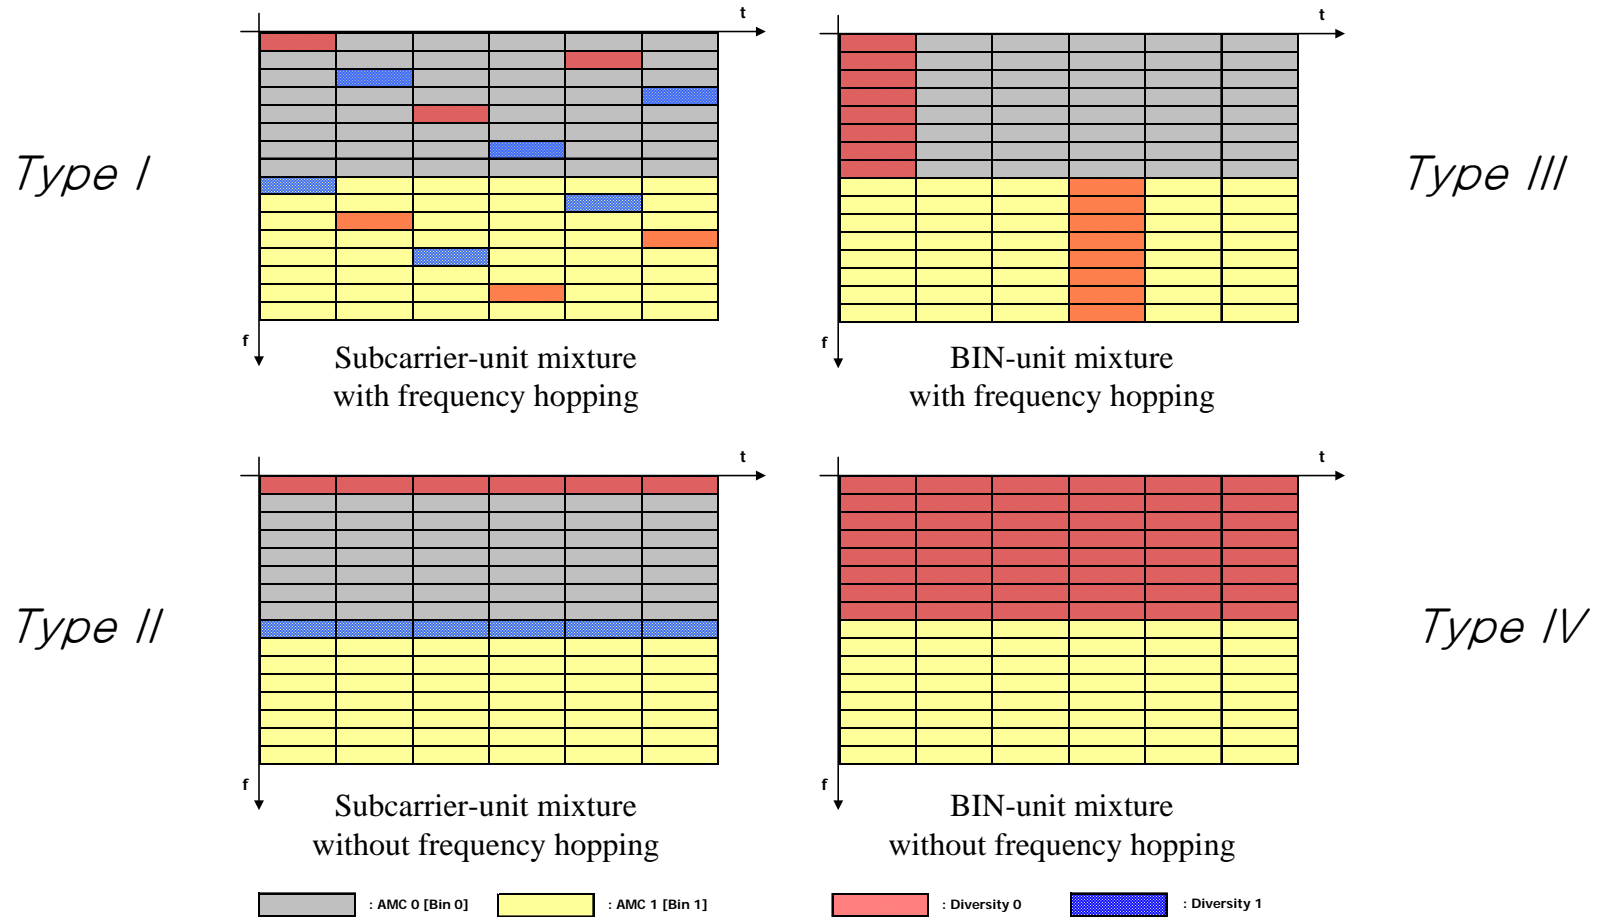 t
Type I
f
Subcarrier-unit mixture
with frequency hopping
t
Type III
f
BIN-unit mixture
with frequency hopping
t
Type II
f
Subcarrier-unit mixture
without frequency hopping
t
Type IV
f
BIN-unit mixture
without frequency hopping
: AMC 0 [Bin 0]
: AMC 1 [Bin 1]
: Diversity 0
: Diversity 1